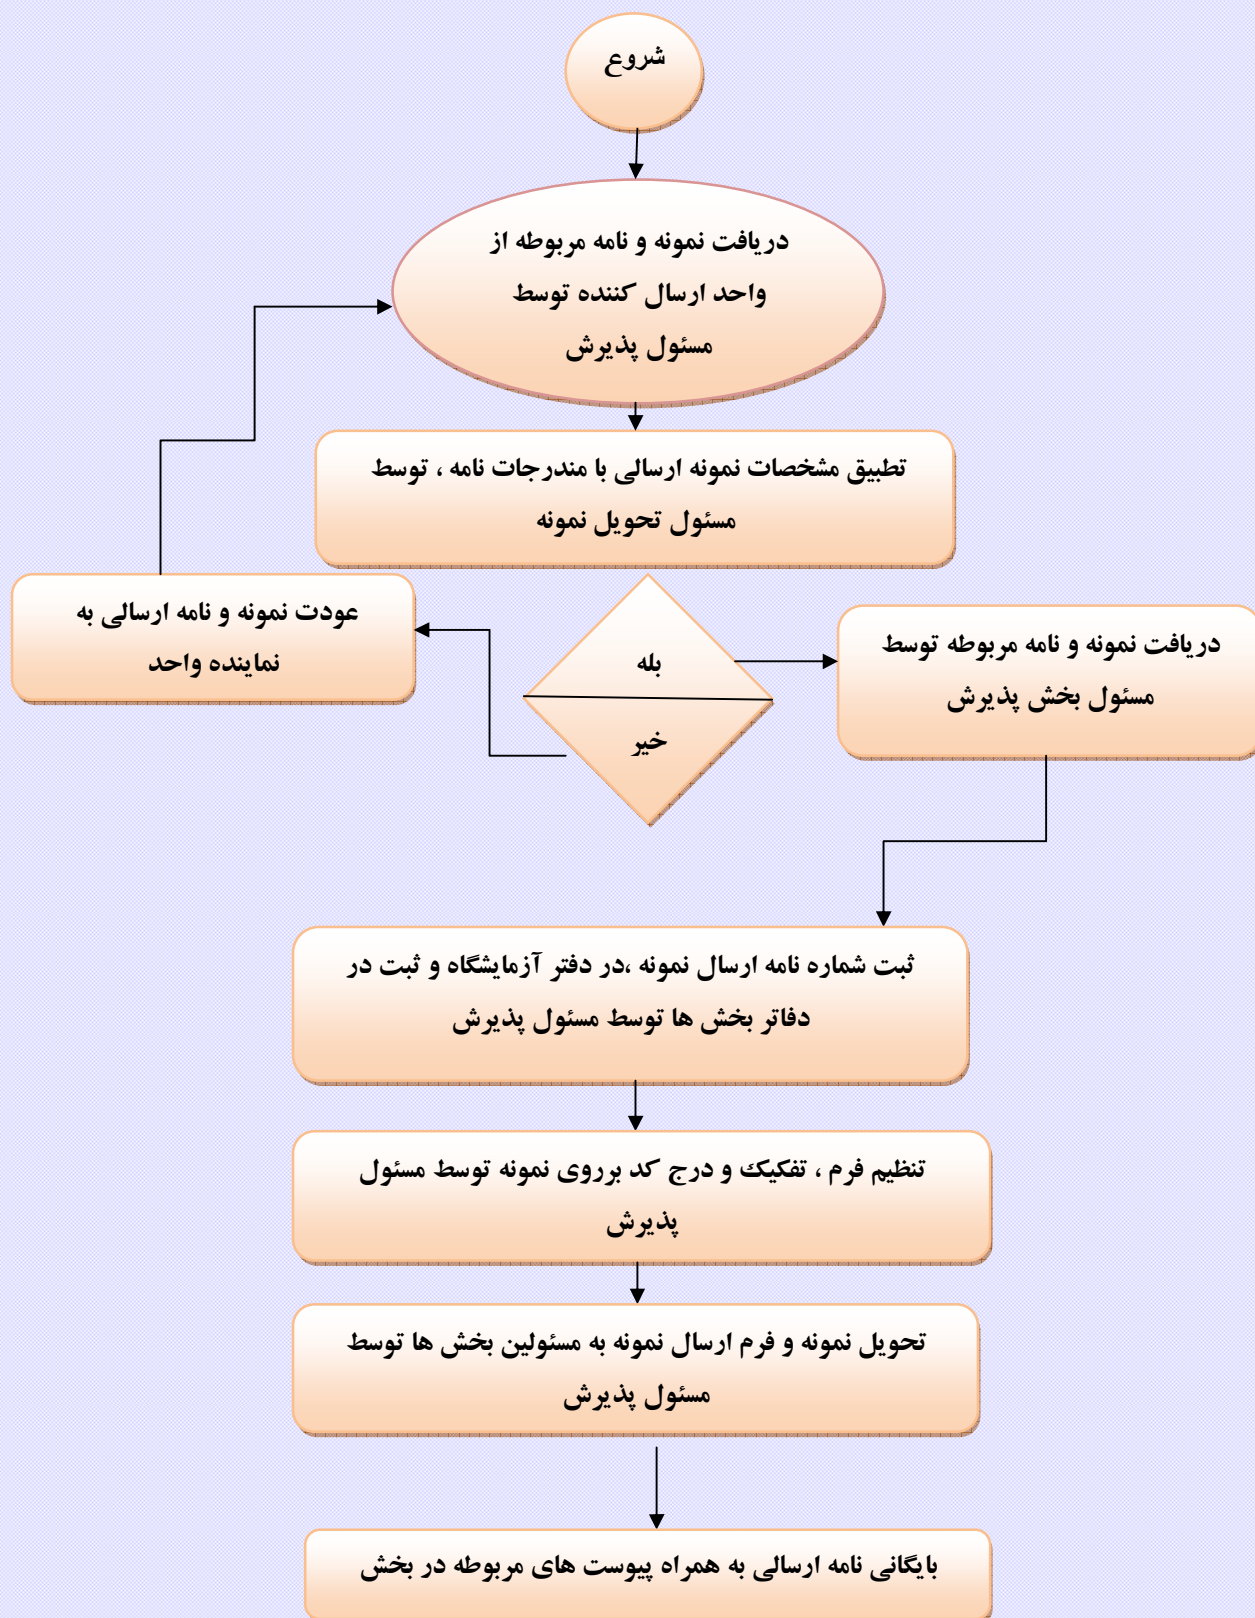 شروع
دریافت نمونه و نامه مربوطه از
واحد ارسال کننده توسط
مسئول پذیرش
تطبیق مشخصات نمونه ارسالی با مندرجات نامه ، توسط
مسئول تحویل نمونه
بله
خیر
دریافت نمونه و نامه مربوطه توسط
مسئول بخش پذیرش
عودت نمونه و نامه ارسالی به
نماینده واحد
ثبت شماره نامه ارسال نمونه ،در دفتر آزمایشگاه و ثبت در
دفاتر بخش ها توسط مسئول پذیرش
تنظیم فرم ، تفکیک و درج کد برروی نمونه توسط مسئول
پذیرش
تحویل نمونه و فرم ارسال نمونه به مسئولین بخش ها توسط
مسئول پذیرش
بایگانی نامه ارسالی به همراه پیوست های مربوطه در بخش